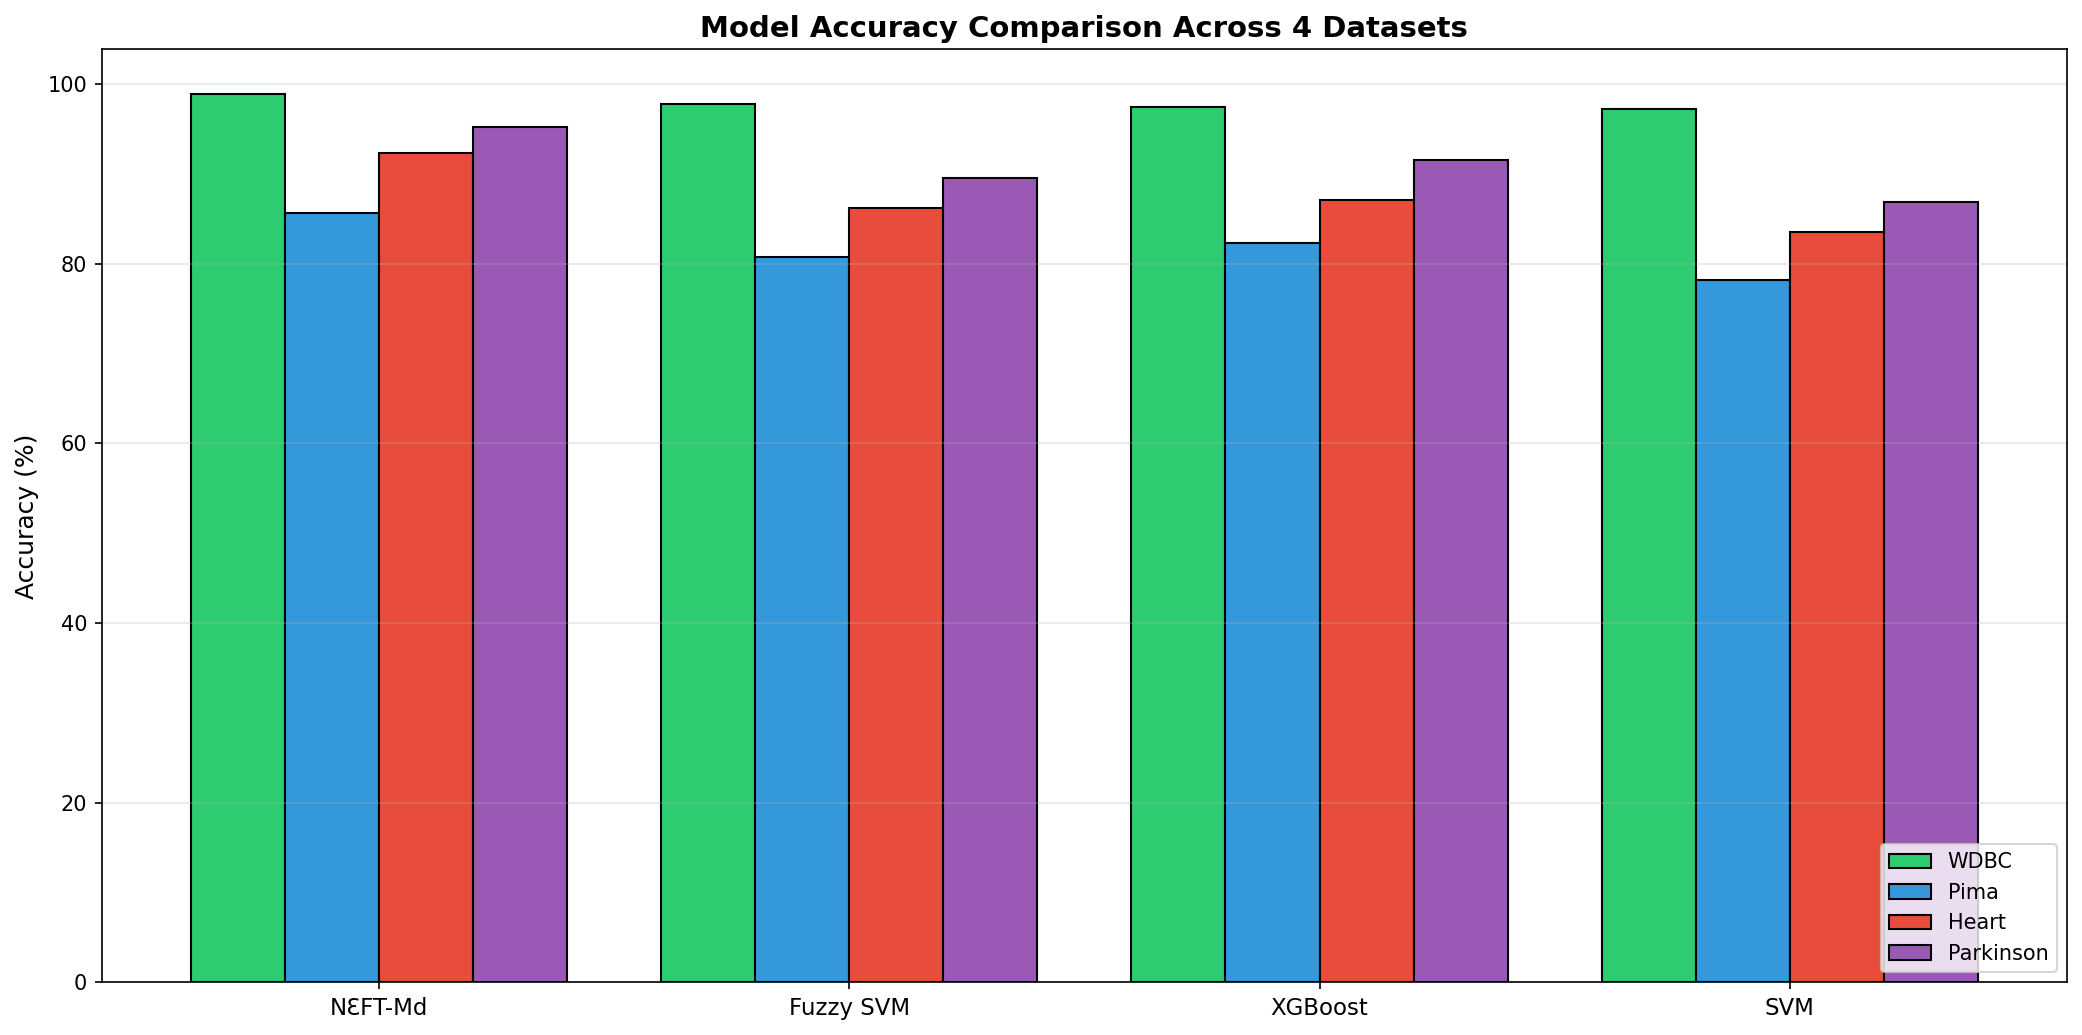 Model Accuracy Comparison Across 4 Datasets
Accuracy (%)
100
80
60
40
20
0
NƐFT-Md
Fuzzy SVM
XGBoost
SVM
WDBC
Pima
Heart
Parkinson